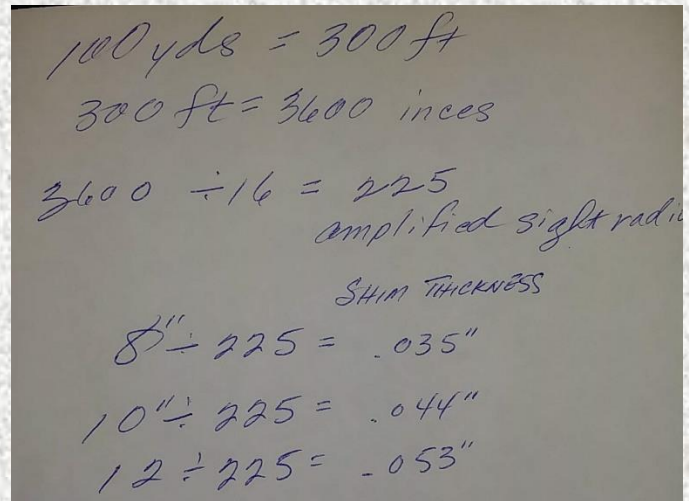 100 yds = 300 ft
300 ft = 3600 inces
3600 ÷ 16 = 225
amplified sight radiu
SHIM THICKNESS
8" ÷ 225 = .035"
10" ÷ 225 = .044"
12 ÷ 225 = .053"